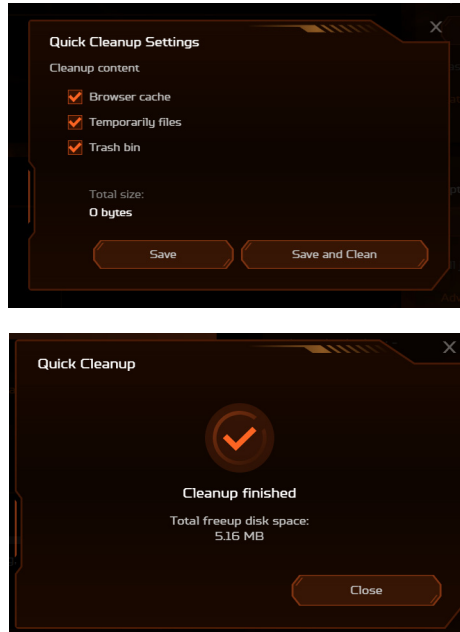 Quick Cleanup Settings
X
Cleanup content
Browser cache
Temporarily files
Trash bin
Total size:
0 bytes
Save
Save and Clean
Quick Cleanup
X
Cleanup finished
Total freeup disk space:
5.16 MB
Close